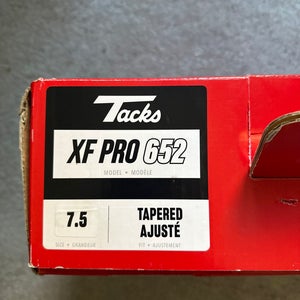 Tacks
XF PRO 652
MODEL • MODÈLE
7.5
SIZE • GRANDEUR
TAPERED
AJUSTÉ
FIT • AJUSTEMENT